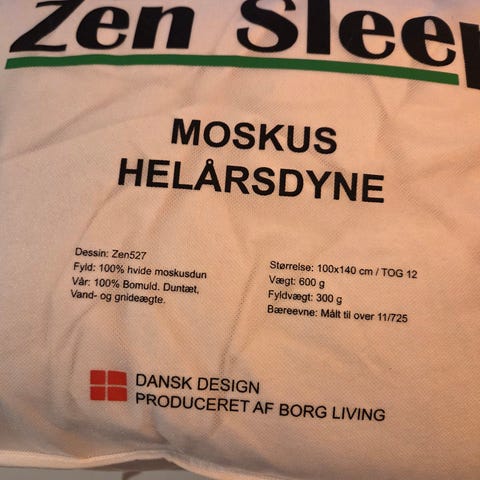 Zen Sleep
MOSKUS
HELÅRSDYNE
Dessin: Zen527
Fyld: 100% hvide moskusdun
Vår: 100% Bomuld. Duntæt,
Vand- og gnideægte.
Størrelse: 100x140 cm / TOG 12
Vægt: 600 g
Fyldvægt: 300 g
Bæreevne: Målt til over 11/725
DANSK DESIGN
PRODUCERET AF BORG LIVING